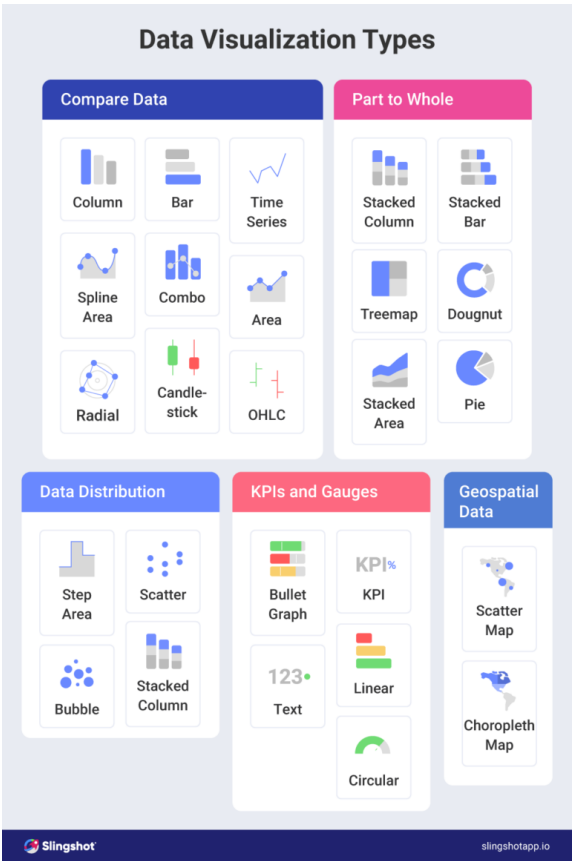 Data Visualization Types
Compare Data
Column
Bar
Time
Series
Spline
Area
Combo
Area
Radial
Candle-
stick
OHLC
Part to Whole
Stacked
Column
Stacked
Bar
Treemap
Dougnut
Stacked
Area
Pie
Data Distribution
Step
Area
Scatter
Bubble
Stacked
Column
KPIs and Gauges
Bullet
Graph
KPI%
KPI
123
Text
Linear
Circular
Geospatial
Data
Scatter
Map
Choropleth
Map
Slingshot
slingshotapp.io